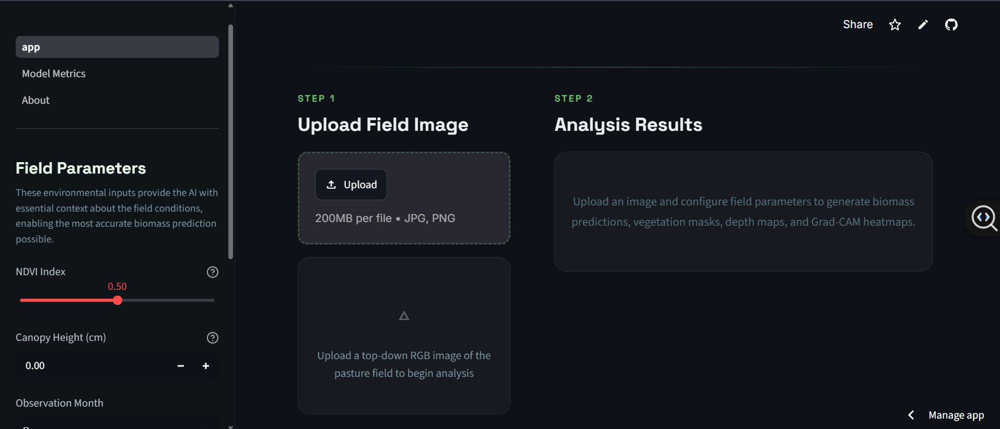 app
Model Metrics
About
Field Parameters
These environmental inputs provide the AI with
essential context about the field conditions,
enabling the most accurate biomass prediction
possible.
NDVI Index
0.50
Canopy Height (cm)
0.00
Observation Month
Share
STEP 1
Upload Field Image
Upload
200MB per file • JPG, PNG
Upload a top-down RGB image of the
pasture field to begin analysis
STEP 2
Analysis Results
Upload an image and configure field parameters to generate biomass
predictions, vegetation masks, depth maps, and Grad-CAM heatmaps.
Manage app